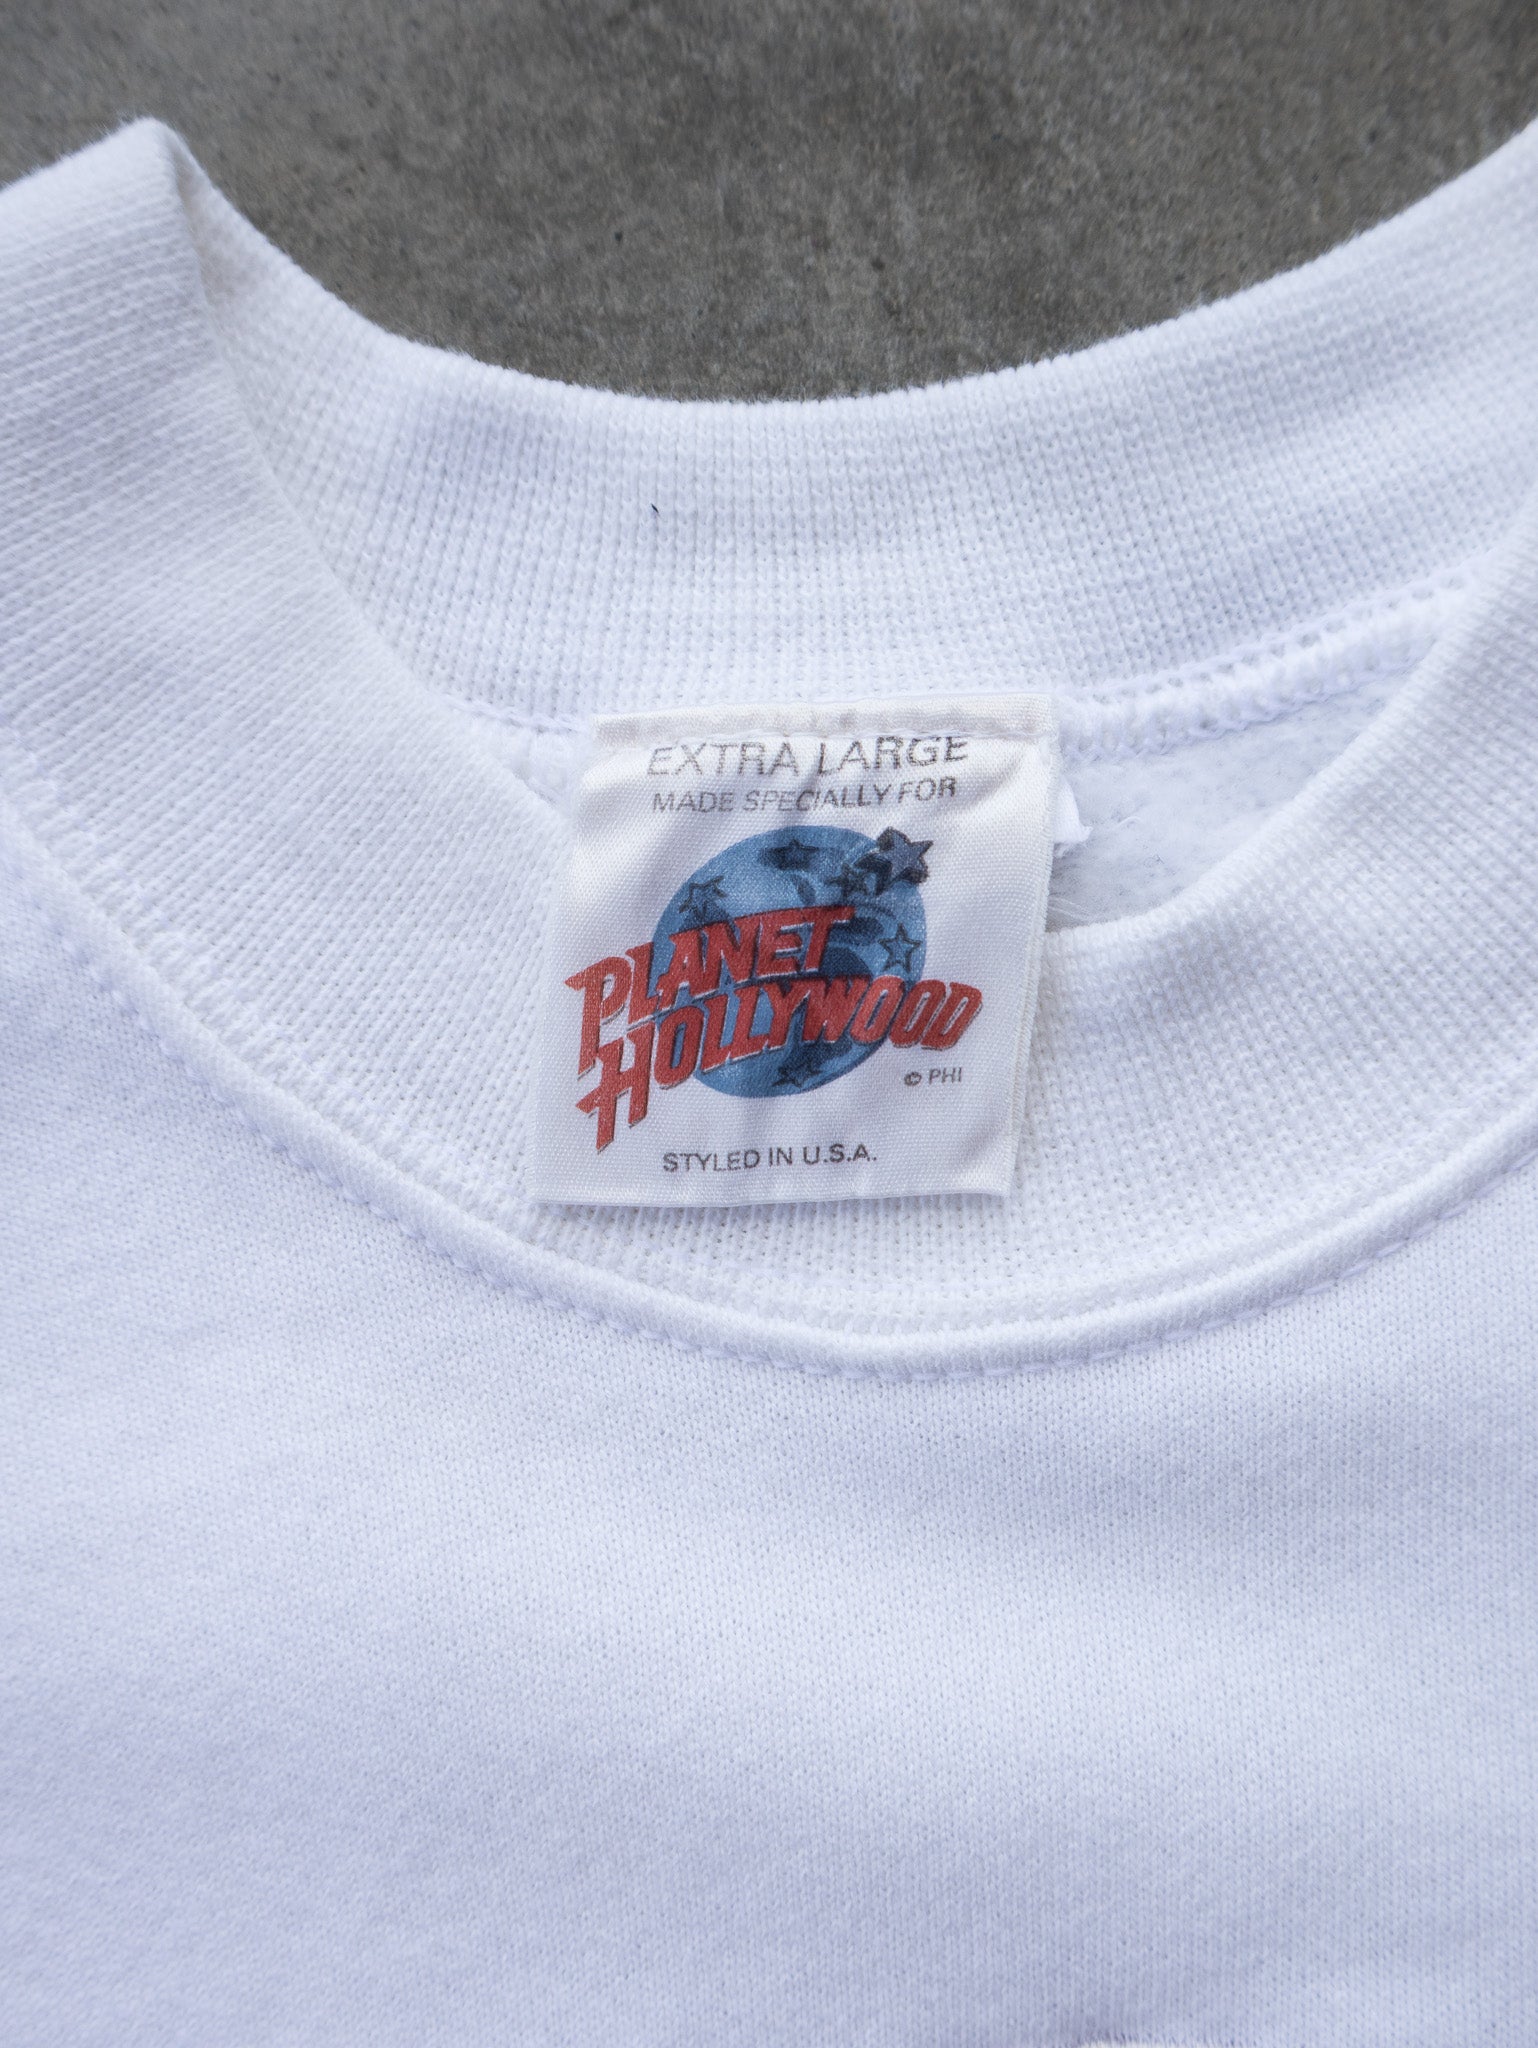 EXTRA LARGE
MADE SPECIALLY FOR
PLANET
HOLLYWOOD
© PHI
STYLED IN U.S.A.